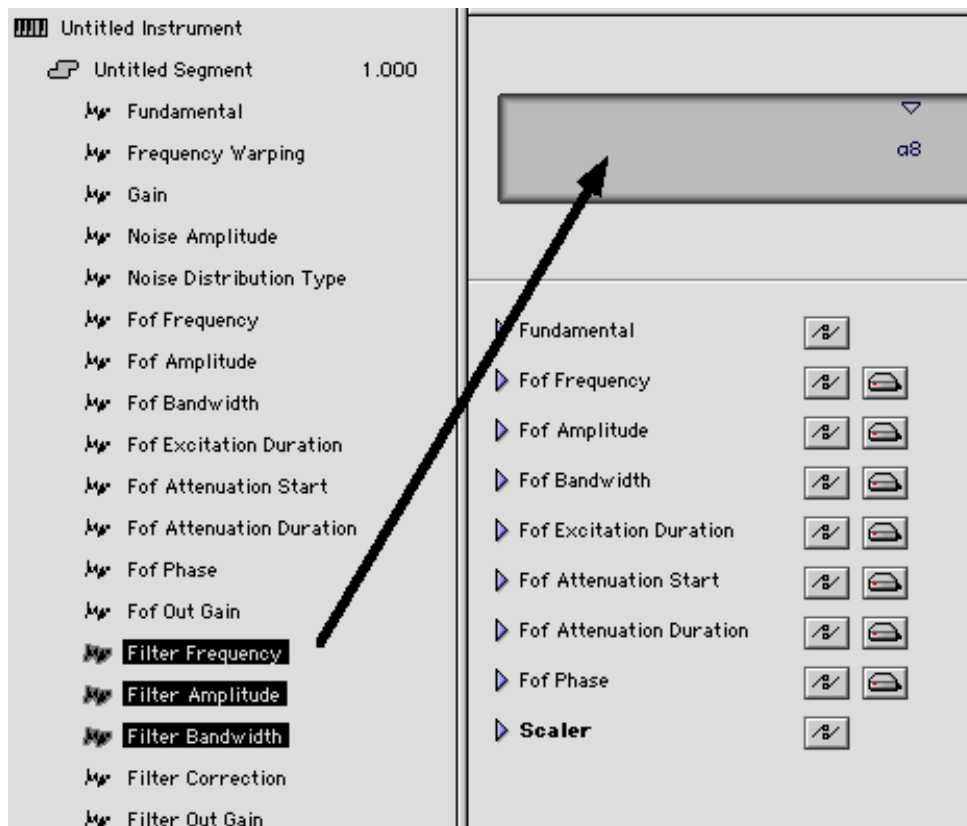 Untitled Instrument
Untitled Segment 1.000
Fundamental
Frequency Warping
Gain
Noise Amplitude
Noise Distribution Type
Fof Frequency
Fof Amplitude
Fof Bandwidth
Fof Excitation Duration
Fof Attenuation Start
Fof Attenuation Duration
Fof Phase
Fof Out Gain
Filter Frequency
Filter Amplitude
Filter Bandwidth
Filter Correction
Filter Out Gain
a8
Fundamental
Fof Frequency
Fof Amplitude
Fof Bandwidth
Fof Excitation Duration
Fof Attenuation Start
Fof Attenuation Duration
Fof Phase
Scaler